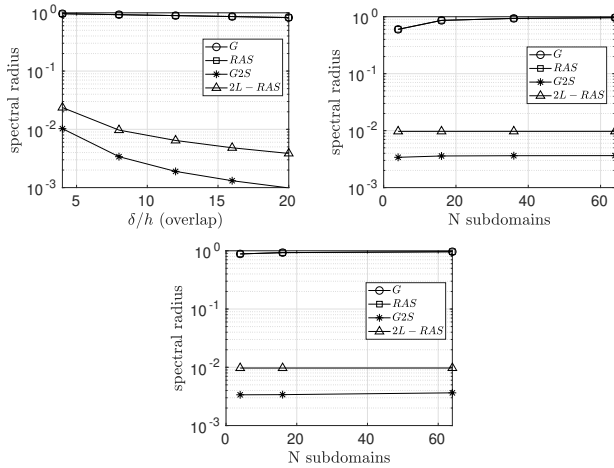 10^0
10^-1
10^-2
10^-3
spectral radius
G
RAS
G2S
2L − RAS
5 10 15 20
δ/h (overlap)
10^0
10^-1
10^-2
10^-3
spectral radius
G
RAS
G2S
2L − RAS
0 20 40 60
N subdomains
10^0
10^-1
10^-2
10^-3
spectral radius
G
RAS
G2S
2L − RAS
0 20 40 60
N subdomains